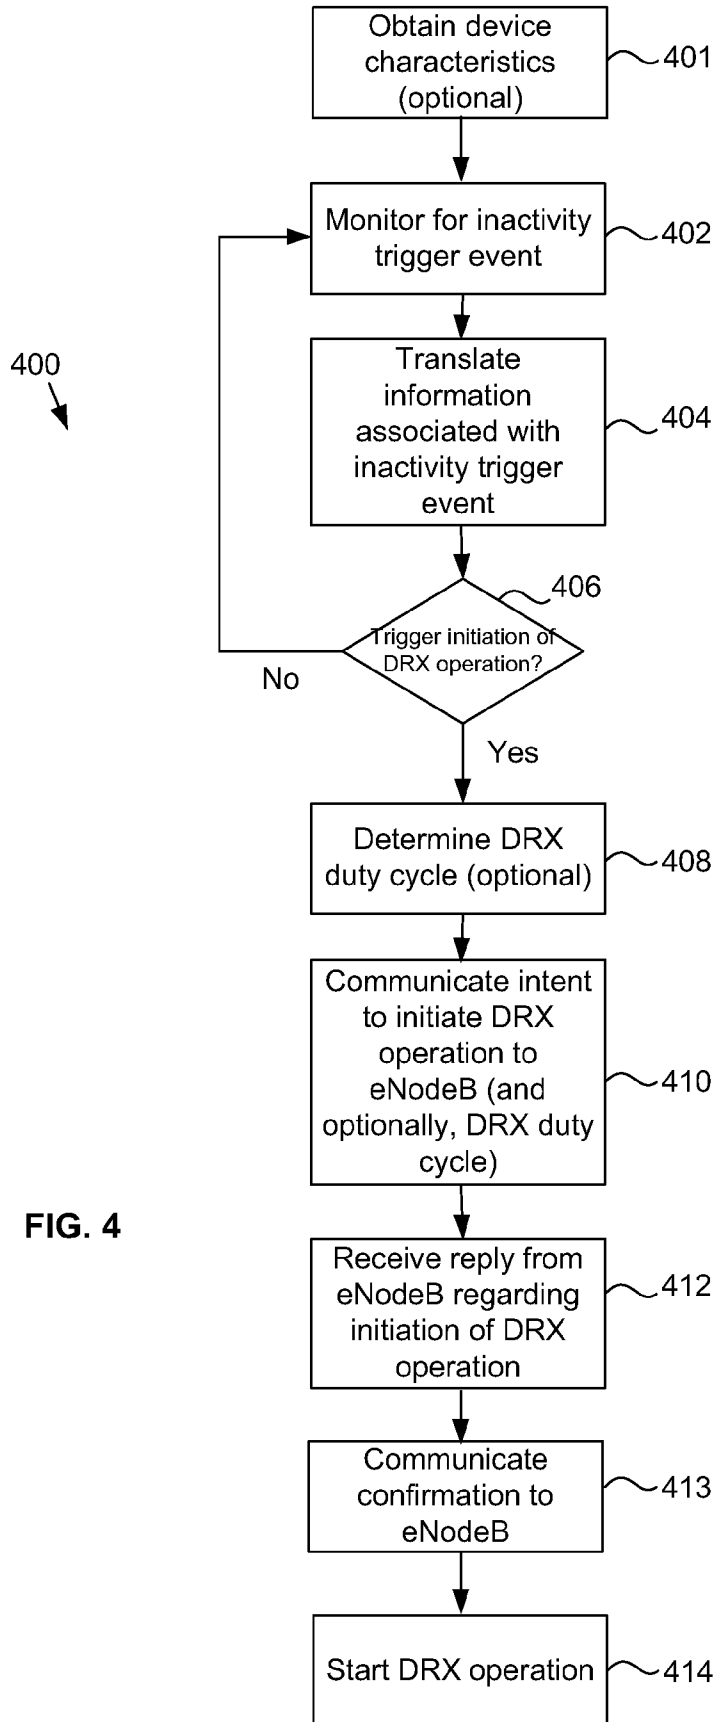 Obtain device
characteristics
(optional)
401
Monitor for inactivity
trigger event
402
400
Translate
information
associated with
inactivity trigger
event
404
406
Trigger initiation of
DRX operation?
No
Yes
Determine DRX
duty cycle (optional)
408
Communicate intent
to initiate DRX
operation to
eNodeB (and
optionally, DRX duty
cycle)
410
FIG. 4
Receive reply from
eNodeB regarding
initiation of DRX
operation
412
Communicate
confirmation to
eNodeB
413
Start DRX operation
414